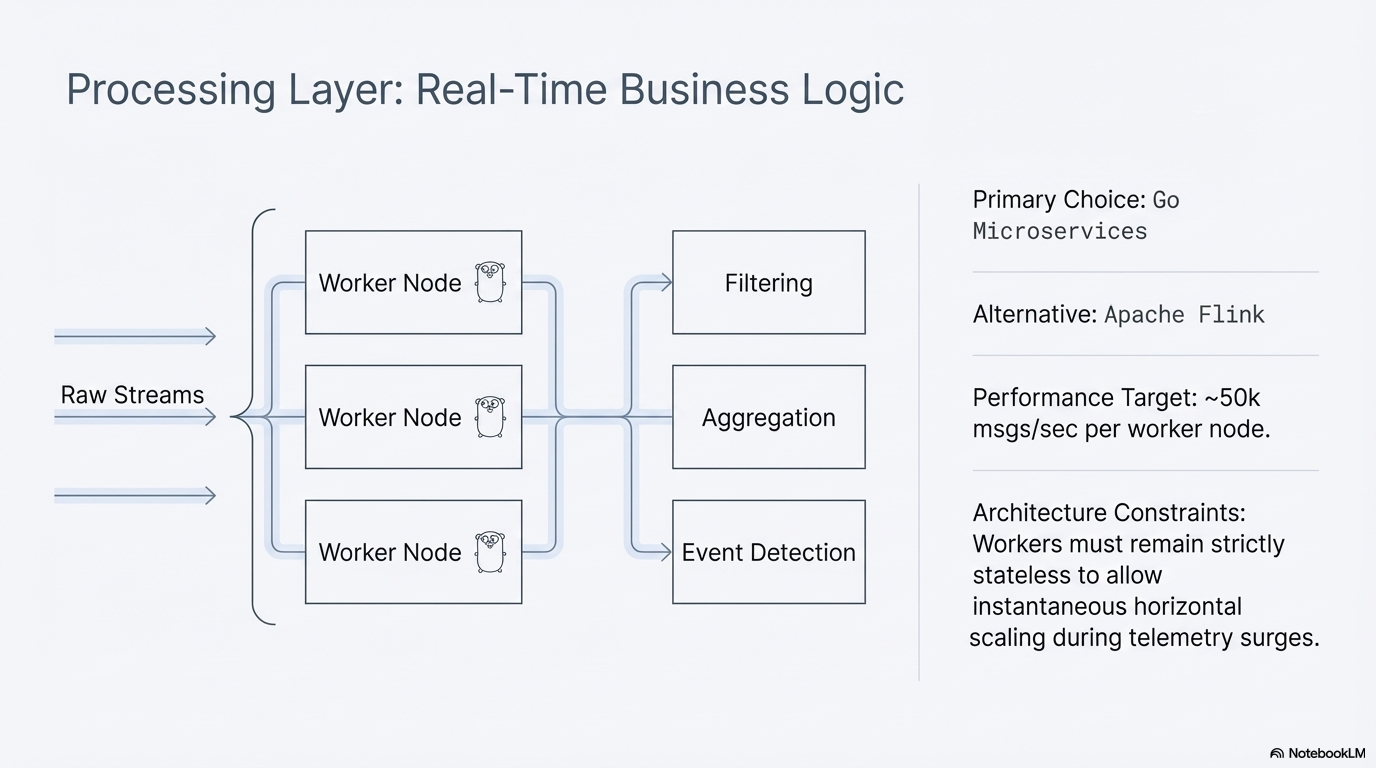 Processing Layer: Real-Time Business Logic
Raw Streams
Worker Node
Worker Node
Worker Node
Filtering
Aggregation
Event Detection
Primary Choice: Go
Microservices
Alternative: Apache Flink
Performance Target: ~50k
msgs/sec per worker node.
Architecture Constraints:
Workers must remain strictly
stateless to allow
instantaneous horizontal
scaling during telemetry surges.
NotebookLM